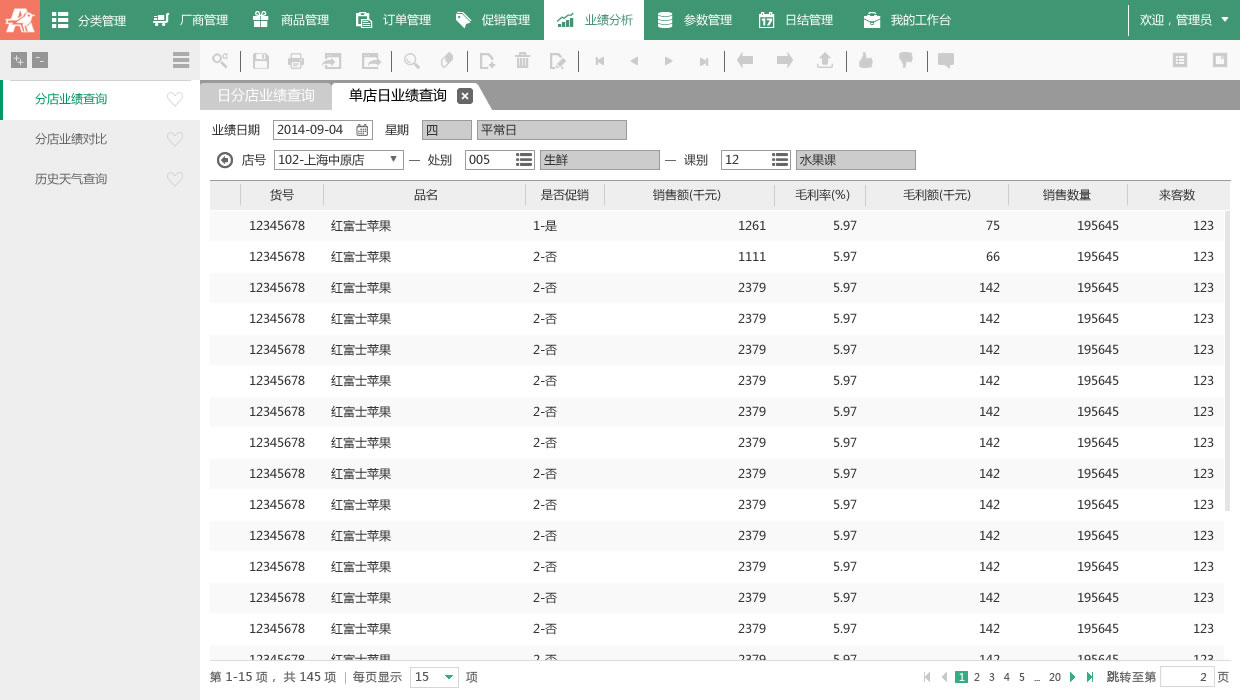 分类管理 厂商管理 商品管理 订单管理 促销管理 业绩分析 参数管理 日结管理 我的工作台 欢迎，管理员
分店业绩查询
分店业绩对比
历史天气查询
日分店业绩查询 单店日业绩查询
业绩日期 2014-09-04 星期 四 平常日
店号 102-上海中原店 — 处别 005 生鲜 — 课别 12 水果课
货号 品名 是否促销 销售额(千元) 毛利率(%) 毛利额(千元) 销售数量 来客数
12345678 红富士苹果 1-是 1261 5.97 75 195645 123
12345678 红富士苹果 2-否 1111 5.97 66 195645 123
12345678 红富士苹果 2-否 2379 5.97 142 195645 123
12345678 红富士苹果 2-否 2379 5.97 142 195645 123
12345678 红富士苹果 2-否 2379 5.97 142 195645 123
12345678 红富士苹果 2-否 2379 5.97 142 195645 123
12345678 红富士苹果 2-否 2379 5.97 142 195645 123
12345678 红富士苹果 2-否 2379 5.97 142 195645 123
12345678 红富士苹果 2-否 2379 5.97 142 195645 123
12345678 红富士苹果 2-否 2379 5.97 142 195645 123
12345678 红富士苹果 2-否 2379 5.97 142 195645 123
12345678 红富士苹果 2-否 2379 5.97 142 195645 123
12345678 红富士苹果 2-否 2379 5.97 142 195645 123
12345678 红富士苹果 2-否 2379 5.97 142 195645 123
12345678 红富士苹果 2-否 2379 5.97 142 195645 123
第 1-15 项， 共 145 项 | 每页显示 15 项 1 2 3 4 5 ... 20 跳转至第 2 页